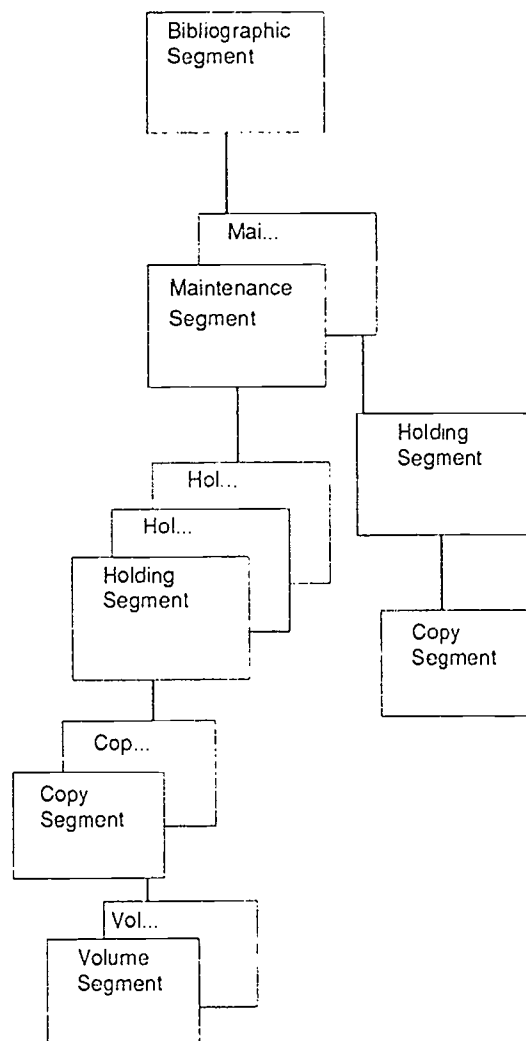 Bibliographic
Segment
Mai...
Maintenance
Segment
Holding
Segment
Hol...
Hol...
Holding
Segment
Copy
Segment
Cop...
Copy
Segment
Vol...
Volume
Segment